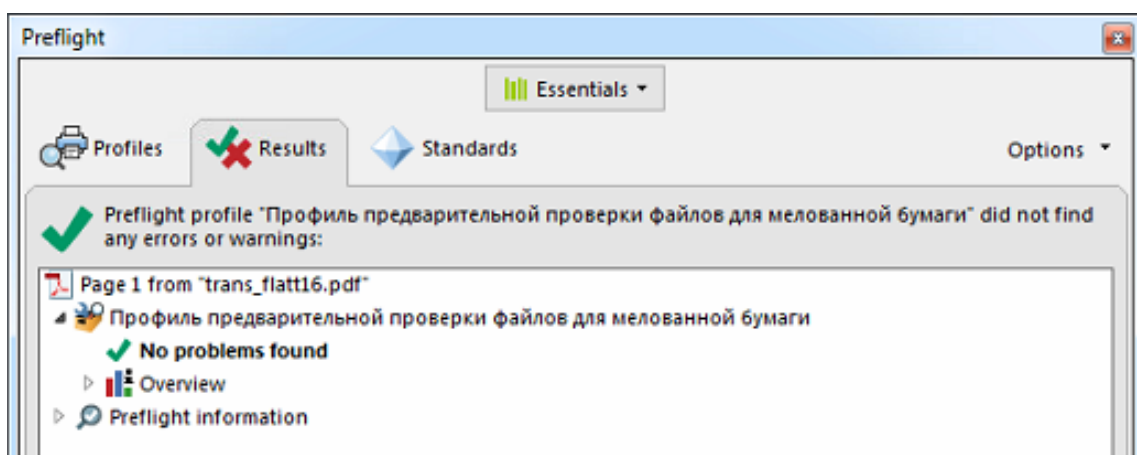 Preflight
Essentials
Profiles
Results
Standards
Options
Preflight profile "Профиль предварительной проверки файлов для мелованной бумаги" did not find
any errors or warnings:
Page 1 from "trans_flatt16.pdf"
Профиль предварительной проверки файлов для мелованной бумаги
No problems found
Overview
Preflight information